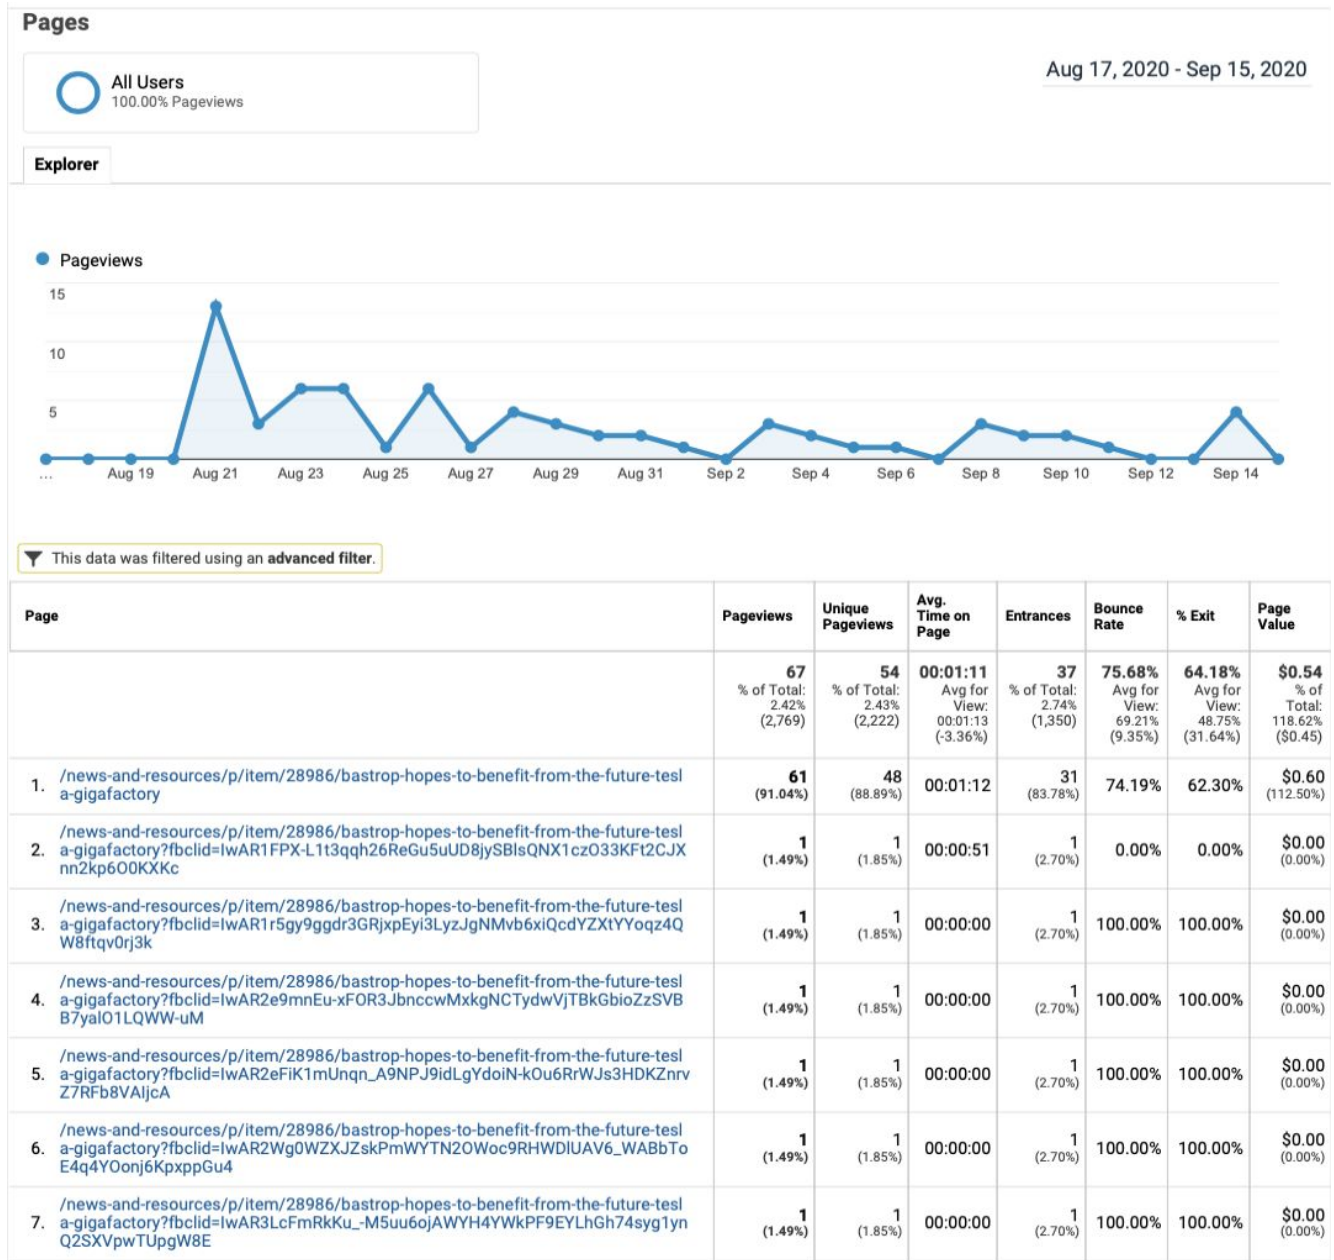 Pages
All Users
100.00% Pageviews
Aug 17, 2020 - Sep 15, 2020
Explorer
Pageviews
15
10
5
...
Aug 19
Aug 21
Aug 23
Aug 25
Aug 27
Aug 29
Aug 31
Sep 2
Sep 4
Sep 6
Sep 8
Sep 10
Sep 12
Sep 14
This data was filtered using an advanced filter.
Page
Pageviews
Unique
Pageviews
Avg.
Time on
Page
Entrances
Bounce
Rate
% Exit
Page
Value
67
% of Total:
2.42%
(2,769)
54
% of Total:
2.43%
(2,222)
00:01:11
Avg for
View:
00:01:13
(-3.36%)
37
% of Total:
2.74%
(1,350)
75.68%
Avg for
View:
69.21%
(9.35%)
64.18%
Avg for
View:
48.75%
(31.64%)
$0.54
% of
Total:
118.62%
($0.45)
1.
/news-and-resources/p/item/28986/bastrop-hopes-to-benefit-from-the-future-tesl
a-gigafactory
61
(91.04%)
48
(88.89%)
00:01:12
31
(83.78%)
74.19%
62.30%
$0.60
(112.50%)
2.
/news-and-resources/p/item/28986/bastrop-hopes-to-benefit-from-the-future-tesl
a-gigafactory?fbclid=IwAR1FPX-L1t3qqh26ReGu5uUD8jySBlsQNX1czO33KFt2CJX
nn2kp6O0KXKc
1
(1.49%)
1
(1.85%)
00:00:51
1
(2.70%)
0.00%
0.00%
$0.00
(0.00%)
3.
/news-and-resources/p/item/28986/bastrop-hopes-to-benefit-from-the-future-tesl
a-gigafactory?fbclid=IwAR1r5gy9ggdr3GRjxpEyi3LyzJgNMvb6xiQcdYZXtYYoqz4Q
W8ftqv0rj3k
1
(1.49%)
1
(1.85%)
00:00:00
1
(2.70%)
100.00%
100.00%
$0.00
(0.00%)
4.
/news-and-resources/p/item/28986/bastrop-hopes-to-benefit-from-the-future-tesl
a-gigafactory?fbclid=IwAR2e9mnEu-xFOR3JbnccwMxkgNCTydwVjTBkGbioZzSVB
B7yalO1LQWW-uM
1
(1.49%)
1
(1.85%)
00:00:00
1
(2.70%)
100.00%
100.00%
$0.00
(0.00%)
5.
/news-and-resources/p/item/28986/bastrop-hopes-to-benefit-from-the-future-tesl
a-gigafactory?fbclid=IwAR2eFiK1mUnqn_A9NPJ9idLgYdoiN-kOu6RrWJs3HDKZnrv
Z7RFb8VAljcA
1
(1.49%)
1
(1.85%)
00:00:00
1
(2.70%)
100.00%
100.00%
$0.00
(0.00%)
6.
/news-and-resources/p/item/28986/bastrop-hopes-to-benefit-from-the-future-tesl
a-gigafactory?fbclid=IwAR2Wg0WZXJZskPmWYTN2OWoc9RHWDlUAV6_WABbTo
E4q4YOonj6KpxppGu4
1
(1.49%)
1
(1.85%)
00:00:00
1
(2.70%)
100.00%
100.00%
$0.00
(0.00%)
7.
/news-and-resources/p/item/28986/bastrop-hopes-to-benefit-from-the-future-tesl
a-gigafactory?fbclid=IwAR3LcFmRkKu_-M5uu6ojAWYH4YWkPF9EYLhGh74syg1yn
Q2SXVpwTUpgW8E
1
(1.49%)
1
(1.85%)
00:00:00
1
(2.70%)
100.00%
100.00%
$0.00
(0.00%)